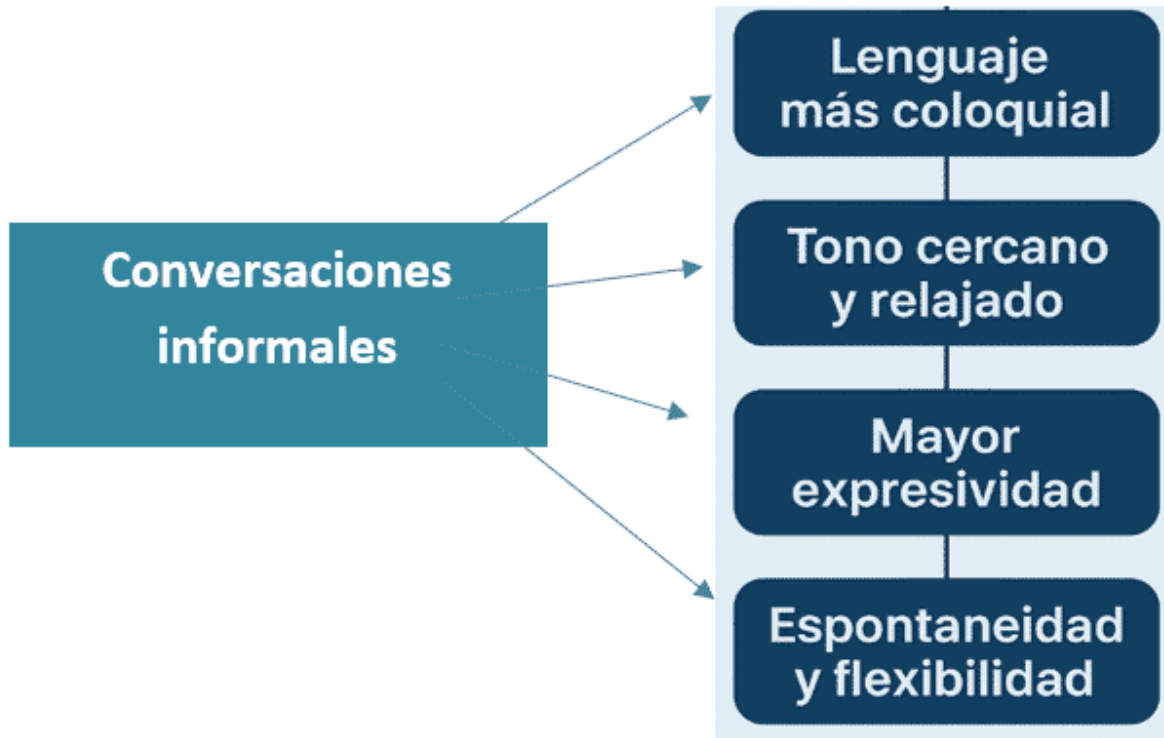 Conversaciones
informales
Lenguaje
más coloquial
Tono cercano
y relajado
Mayor
expresividad
Espontaneidad
y flexibilidad